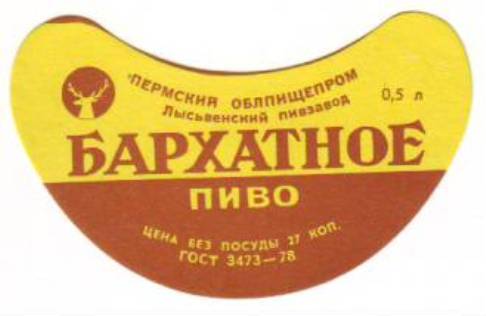 ПЕРМСКИЙ ОБЛПИЩЕПРОМ
Лысьвенский пивзавод
0,5 л
БАРХАТНОЕ
ПИВО
ЦЕНА БЕЗ ПОСУДЫ 27 КОП.
ГОСТ 3473—78